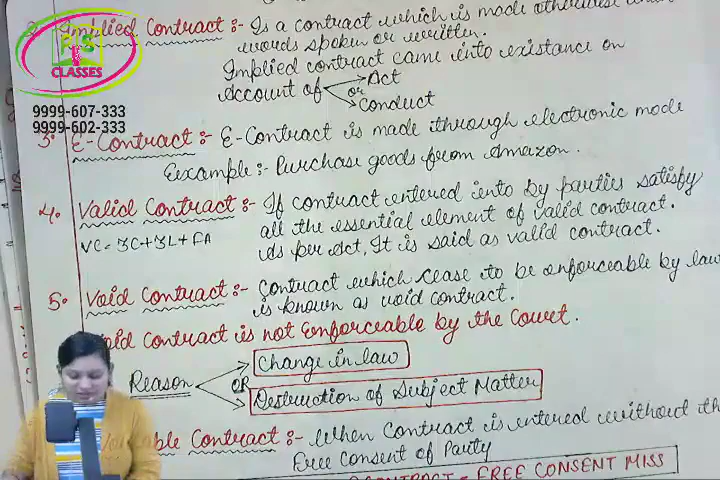 Implied Contract :- Is a contract which is made otherwise than
words spoken or written.
Implied contract came into existance on
Account of Act
or
Conduct
CLASSES
9999-607-333
9999-602-333
3. E-Contract :- E-Contract is made through electronic mode
Example :- Purchase goods from Amazon.
4. Valid Contract :- If contract entered into by parties satisfy
all the essential element of valid contract.
As per Act, It is said as valid contract.
5. Void Contract :- Contract which cease to be enforceable by law
is known as void contract.
Void Contract is not Enforceable by the Court.
Reason
Change in law
OR
Destruction of Subject Matter
Contract :- When Contract is entered without the
Free Consent of Party
CONTRACT = FREE CONSENT MISS